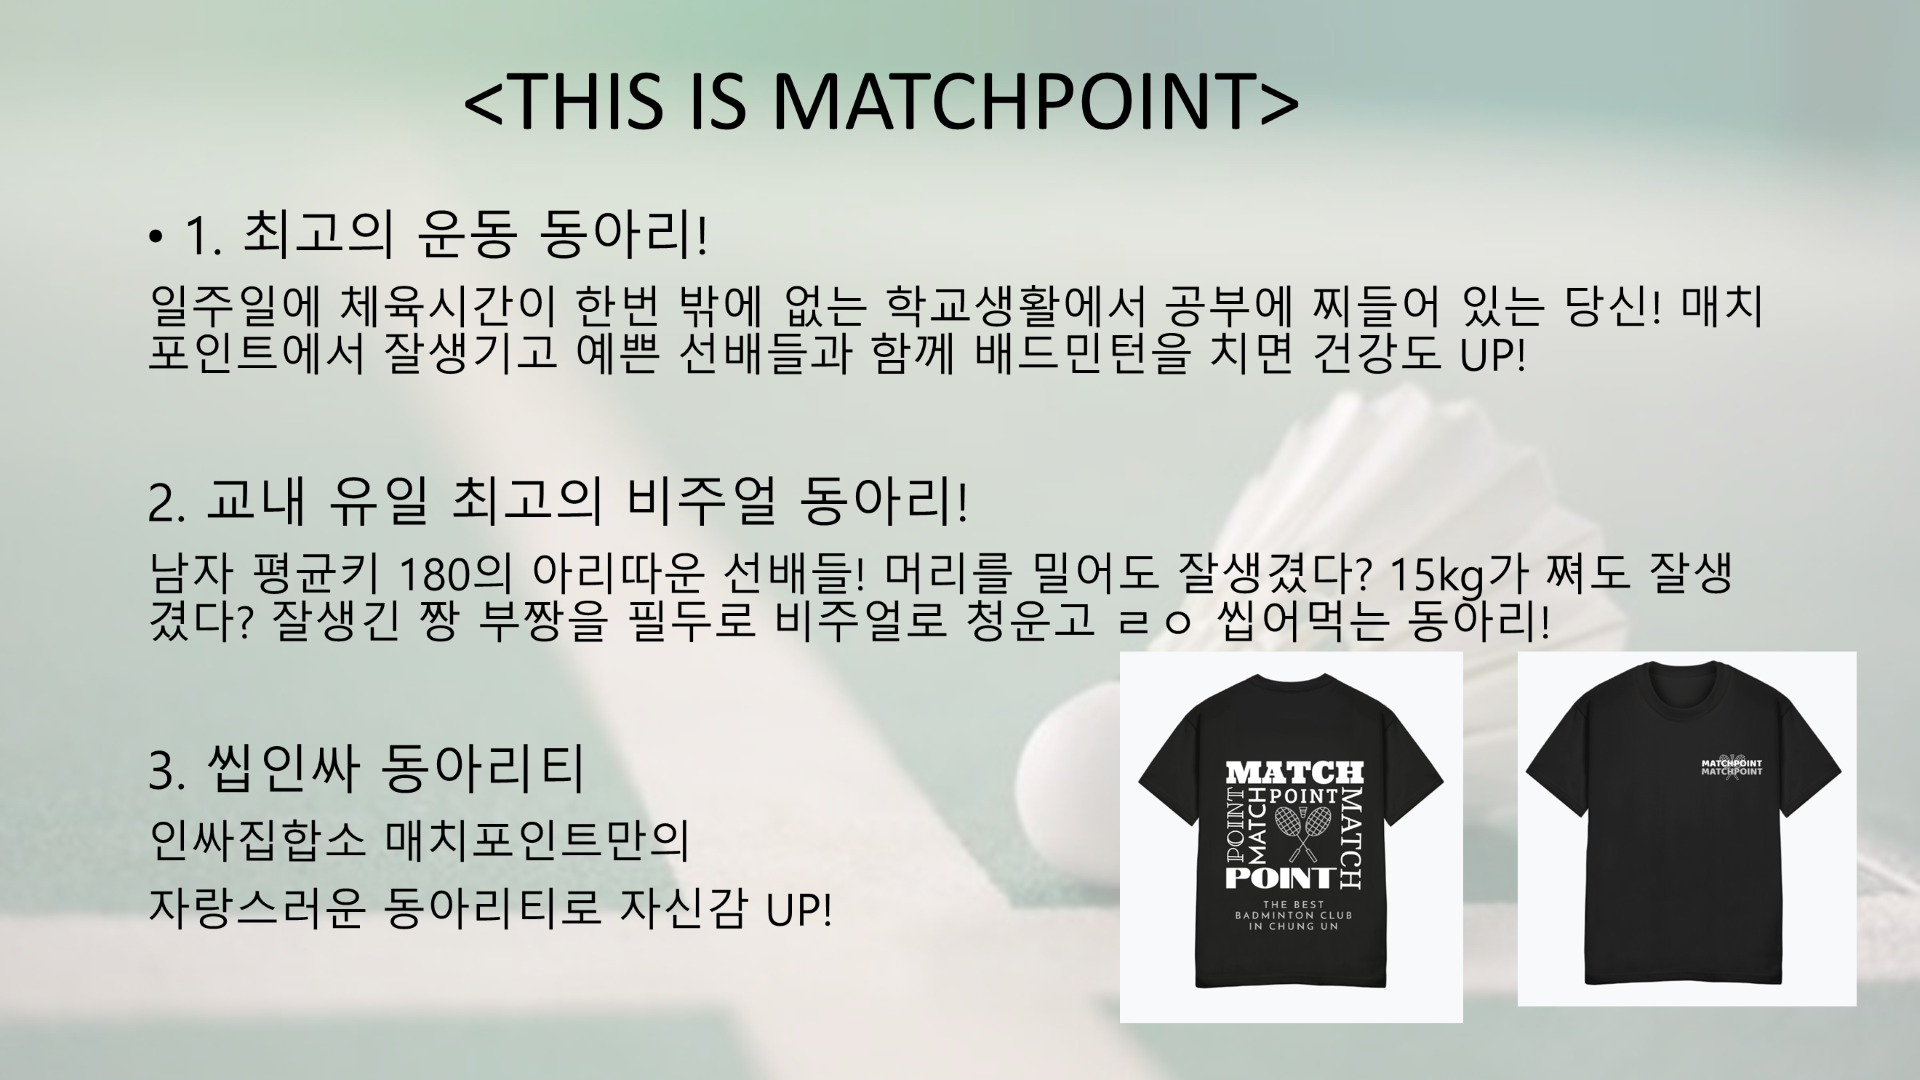 <THIS IS MATCHPOINT>
• 1. 최고의 운동 동아리!
일주일에 체육시간이 한번 밖에 없는 학교생활에서 공부에 찌들어 있는 당신! 매치
포인트에서 잘생기고 예쁜 선배들과 함께 배드민턴을 치면 건강도 UP!
2. 교내 유일 최고의 비주얼 동아리!
남자 평균키 180의 아리따운 선배들! 머리를 밀어도 잘생겼다? 15kg가 쪄도 잘생
겼다? 잘생긴 짱 부짱을 필두로 비주얼로 청운고 ㄹㅇ 씹어먹는 동아리!
3. 씹인싸 동아리티
인싸집합소 매치포인트만의
자랑스러운 동아리티로 자신감 UP!
MATCH
POINT
POINT
MATCH
MATCH
POINT
THE BEST
BADMINTON CLUB
IN CHUNG UN
MATCHPOINT
MATCHPOINT